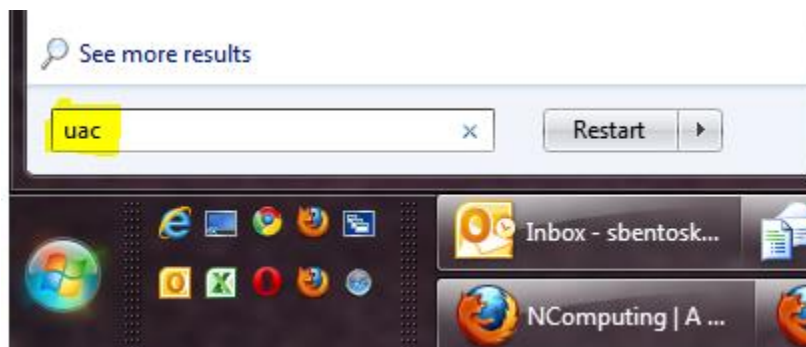 See more results
uac
Restart
Inbox - sbentosk...
NComputing | A ...